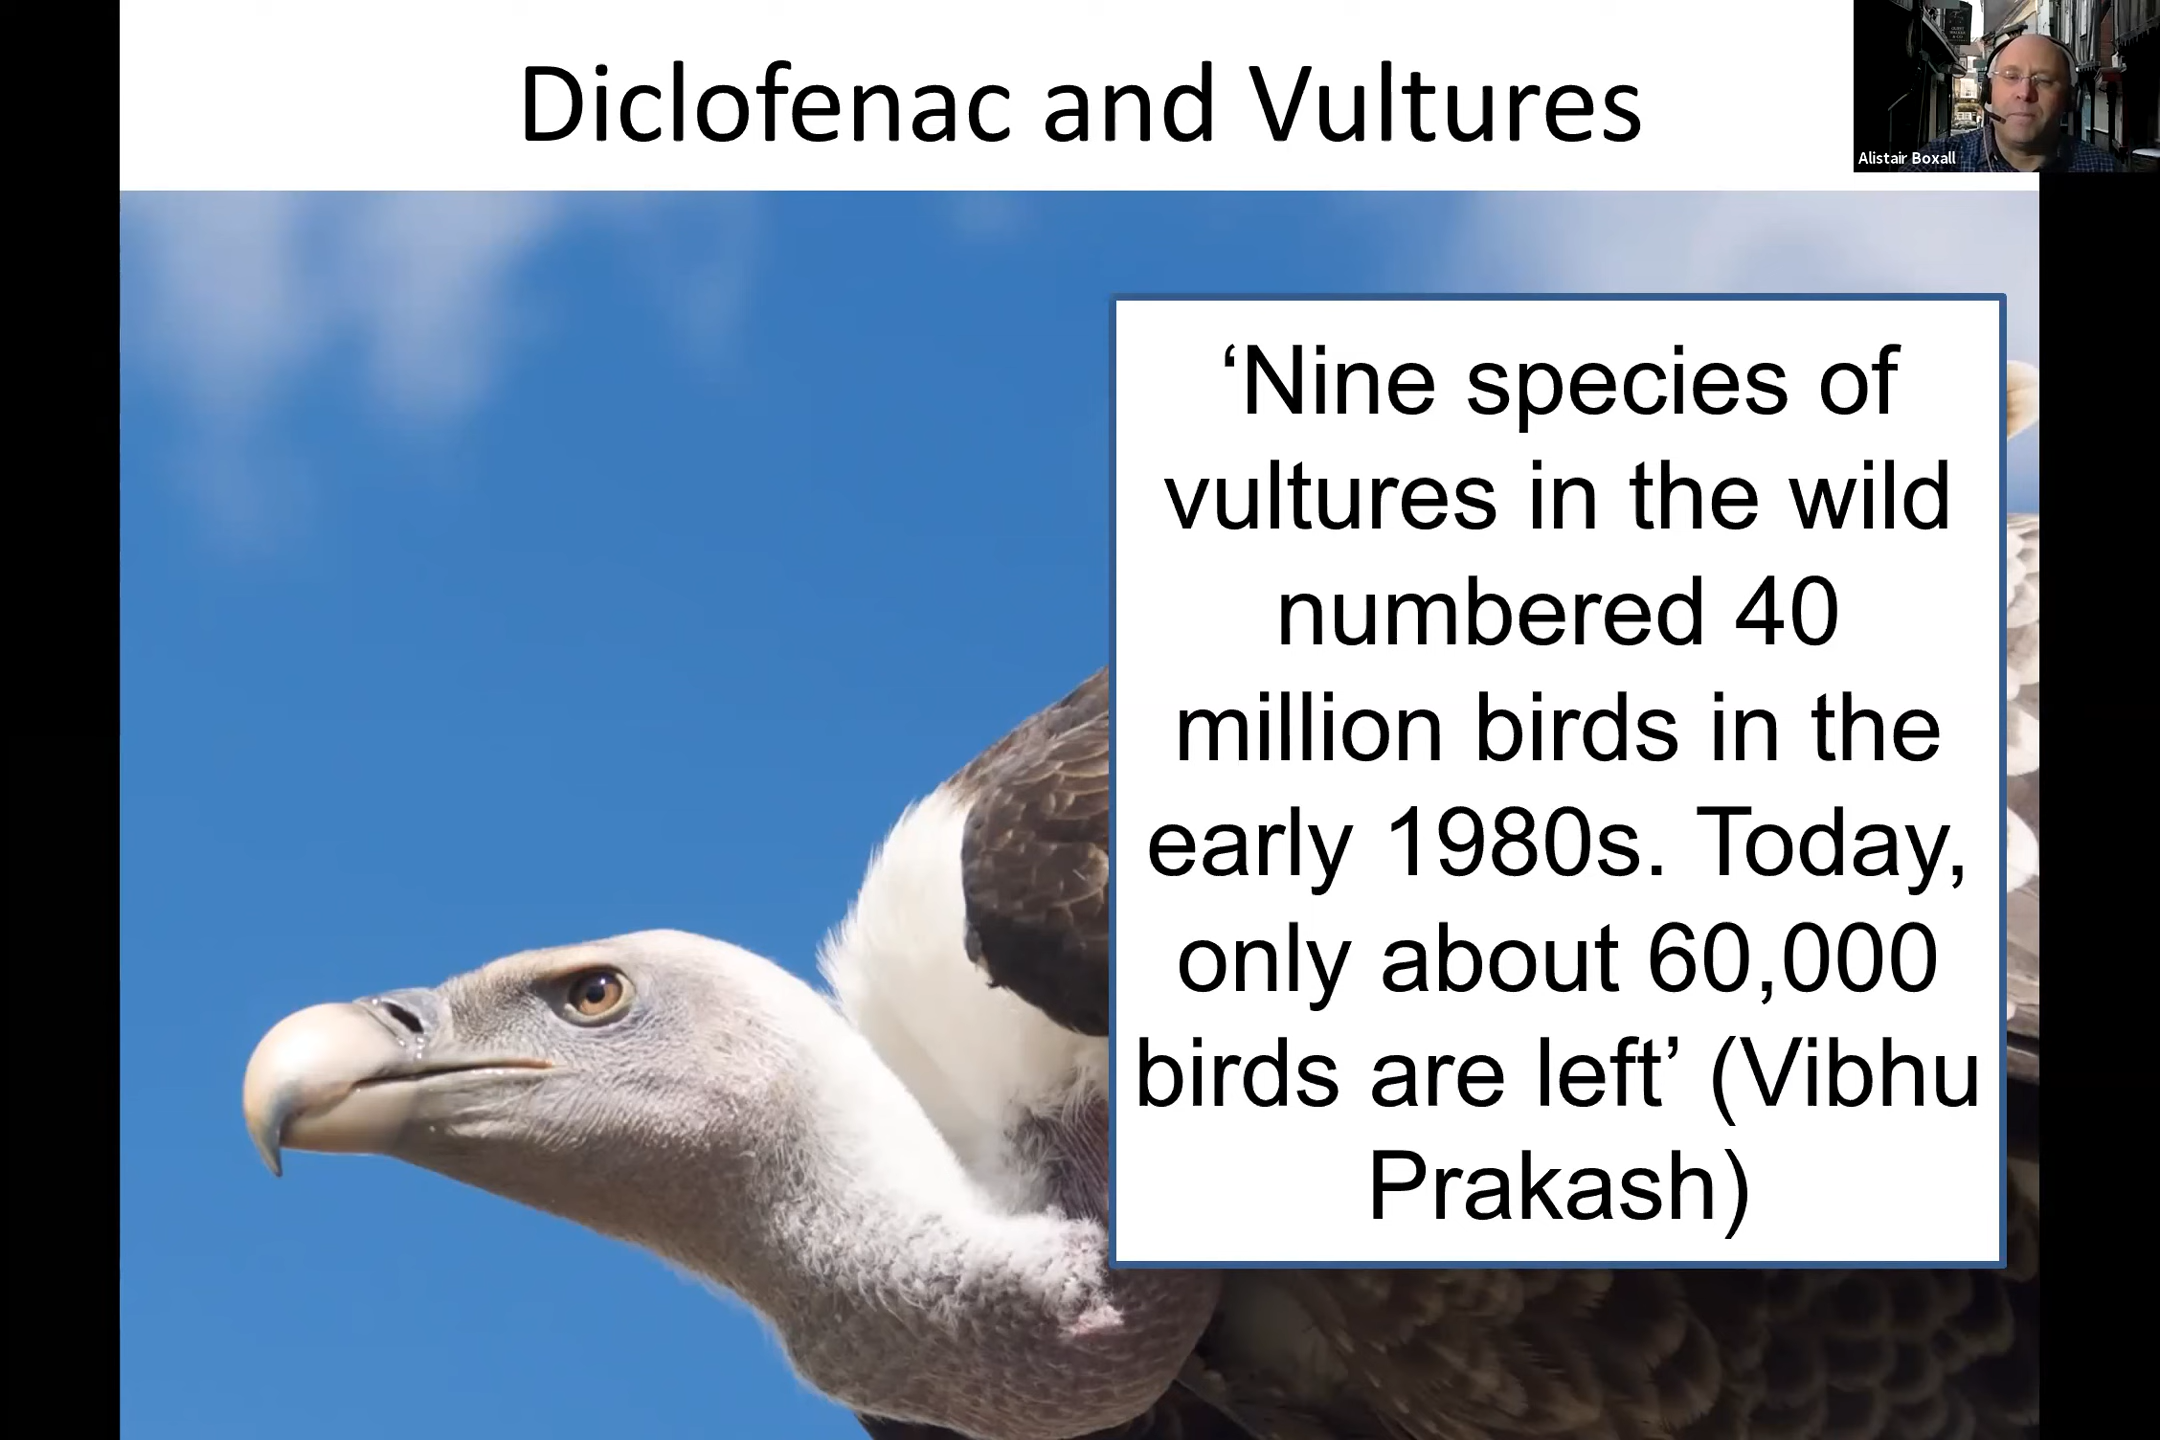 Diclofenac and Vultures
Alistair Boxall
‘Nine species of
vultures in the wild
numbered 40
million birds in the
early 1980s. Today,
only about 60,000
birds are left’ (Vibhu
Prakash)